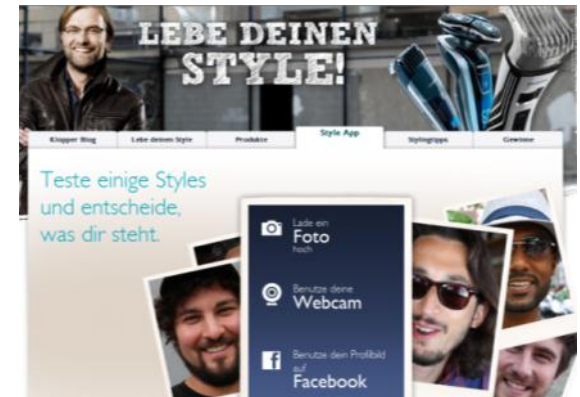 LEBE DEINEN
STYLE!
Klopper Blog
Lebe deinen Style
Produkte
Style App
Stylingtipps
Gewinne
Teste einige Styles
und entscheide,
was dir steht.
Lade ein
Foto
hoch
Benutze deine
Webcam
Benutze dein Profilbild
auf
Facebook